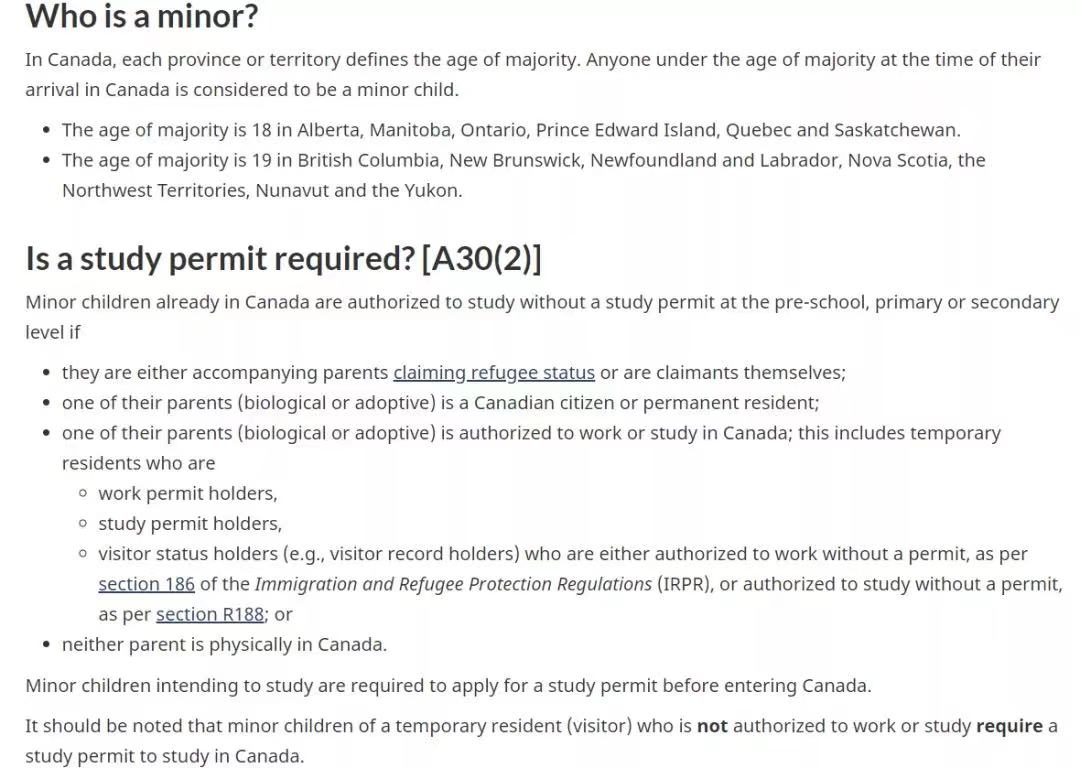 Who is a minor?
In Canada, each province or territory defines the age of majority. Anyone under the age of majority at the time of their
arrival in Canada is considered to be a minor child.
• The age of majority is 18 in Alberta, Manitoba, Ontario, Prince Edward Island, Quebec and Saskatchewan.
• The age of majority is 19 in British Columbia, New Brunswick, Newfoundland and Labrador, Nova Scotia, the
Northwest Territories, Nunavut and the Yukon.
Is a study permit required? [A30(2)]
Minor children already in Canada are authorized to study without a study permit at the pre-school, primary or secondary
level if
• they are either accompanying parents claiming refugee status or are claimants themselves;
• one of their parents (biological or adoptive) is a Canadian citizen or permanent resident;
• one of their parents (biological or adoptive) is authorized to work or study in Canada; this includes temporary
residents who are
◦ work permit holders,
◦ study permit holders,
◦ visitor status holders (e.g., visitor record holders) who are either authorized to work without a permit, as per
section 186 of the Immigration and Refugee Protection Regulations (IRPR), or authorized to study without a permit,
as per section R188; or
• neither parent is physically in Canada.
Minor children intending to study are required to apply for a study permit before entering Canada.
It should be noted that minor children of a temporary resident (visitor) who is not authorized to work or study require a
study permit to study in Canada.